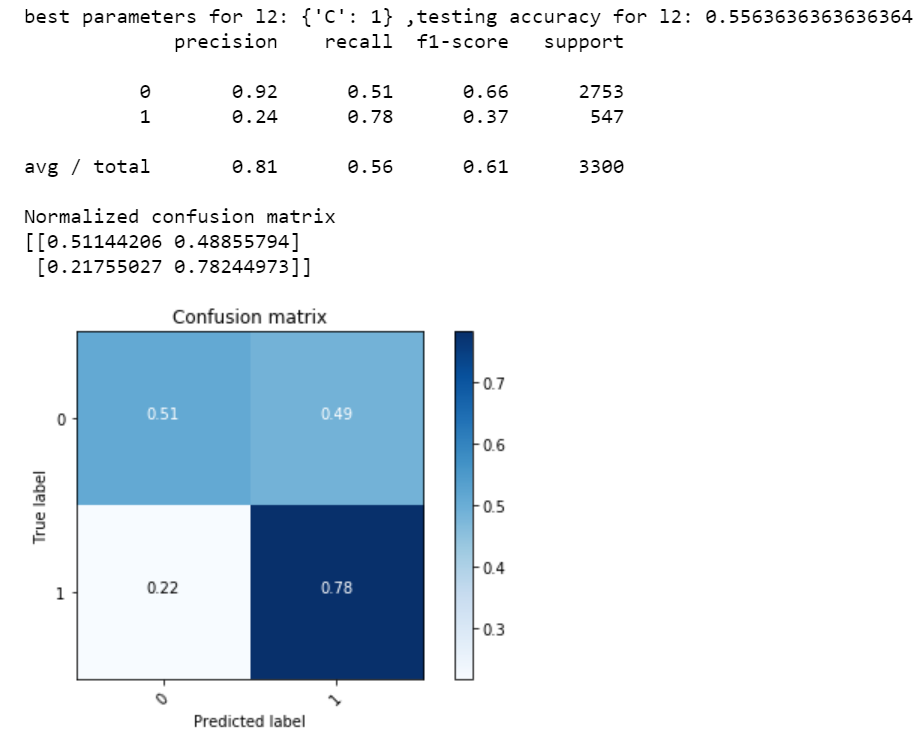 best parameters for l2: {'C': 1} ,testing accuracy for l2: 0.5563636363636364
precision recall f1-score support
0 0.92 0.51 0.66 2753
1 0.24 0.78 0.37 547
avg / total 0.81 0.56 0.61 3300
Normalized confusion matrix
[[0.51144206 0.48855794]
[0.21755027 0.78244973]]
Confusion matrix
0.7
0 0.51 0.49
0.6
0.5
True label
0.4
1 0.22 0.78
0.3
0 1
Predicted label